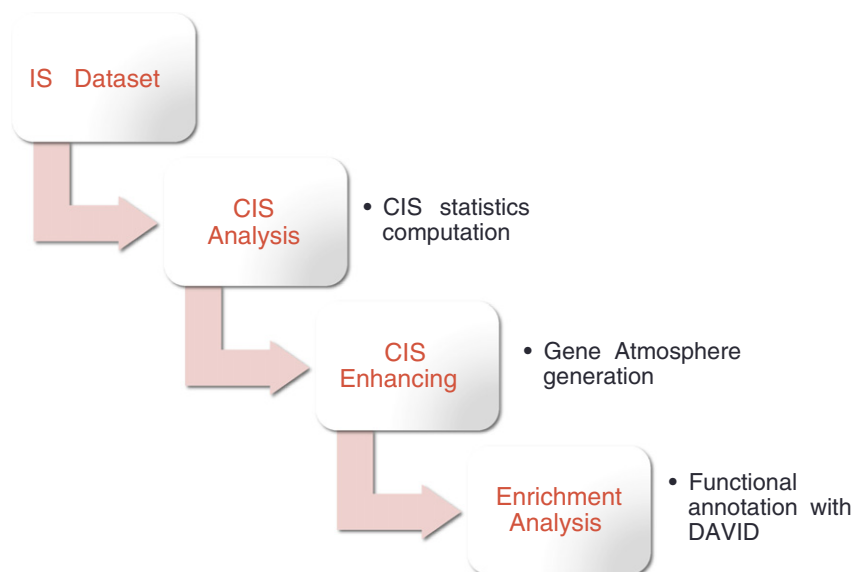 IS Dataset
CIS
Analysis
• CIS statistics
computation
CIS
Enhancing
• Gene Atmosphere
generation
Enrichment
Analysis
• Functional
annotation with
DAVID